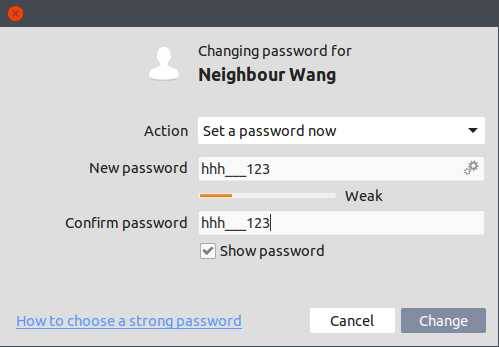 Changing password for
Neighbour Wang
Action Set a password now
New password hhh___123
Weak
Confirm password hhh___123
Show password
How to choose a strong password Cancel Change